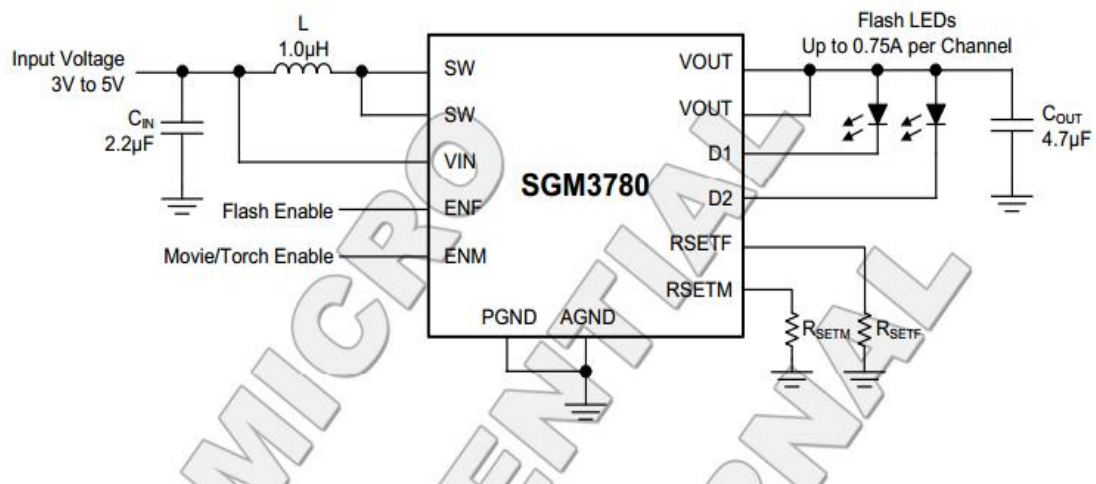 L
1.0µH
Input Voltage
3V to 5V
CIN
2.2µF
Flash Enable
Movie/Torch Enable
SW
SW
VIN
ENF
ENM
SGM3780
PGND AGND
VOUT
VOUT
D1
D2
RSETF
RSETM
Flash LEDs
Up to 0.75A per Channel
COUT
4.7µF
RSETM
RSETF
MICRO
ENTIAL
RNAL